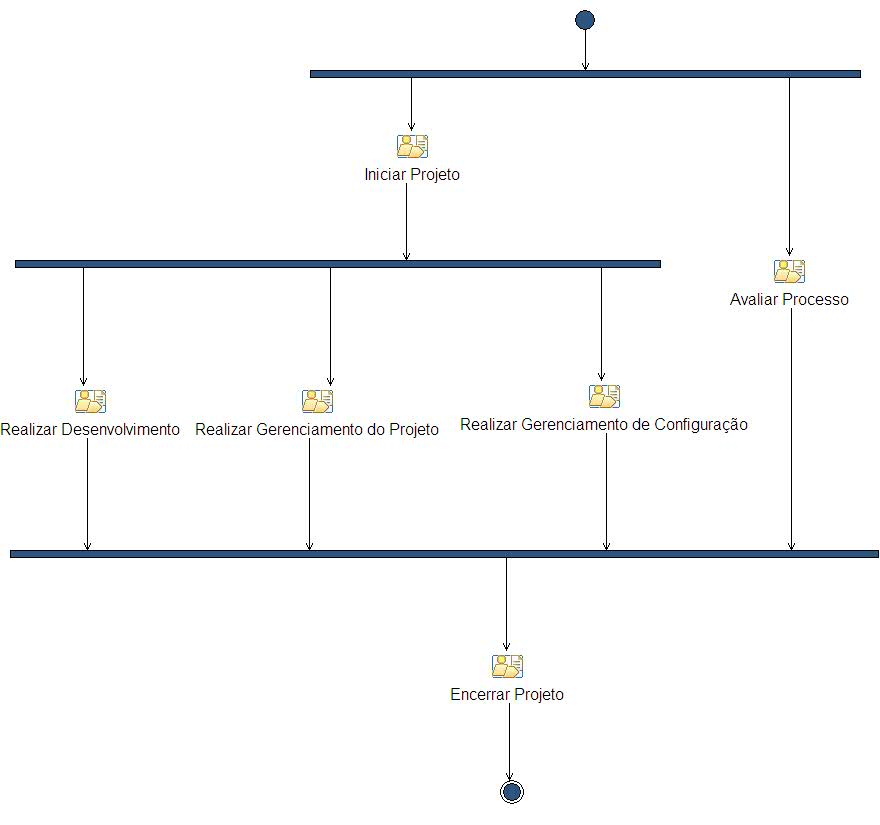 Iniciar Projeto
Avaliar Processo
Realizar Desenvolvimento
Realizar Gerenciamento do Projeto
Realizar Gerenciamento de Configuração
Encerrar Projeto